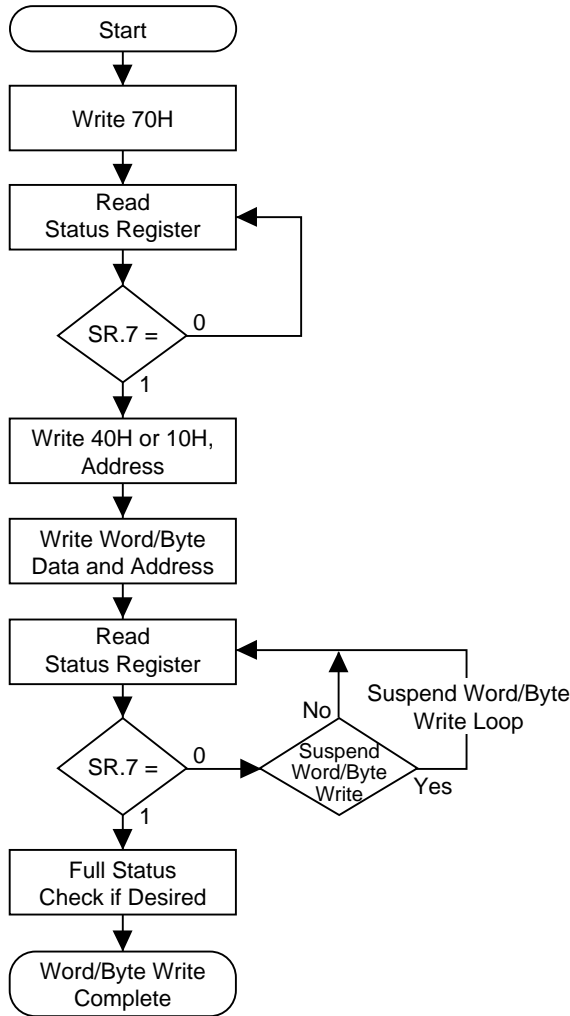 Start
Write 70H
Read
Status Register
SR.7 =
0
1
Write 40H or 10H,
Address
Write Word/Byte
Data and Address
Read
Status Register
SR.7 =
0
1
Suspend
Word/Byte
Write
No
Yes
Suspend Word/Byte
Write Loop
Full Status
Check if Desired
Word/Byte Write
Complete